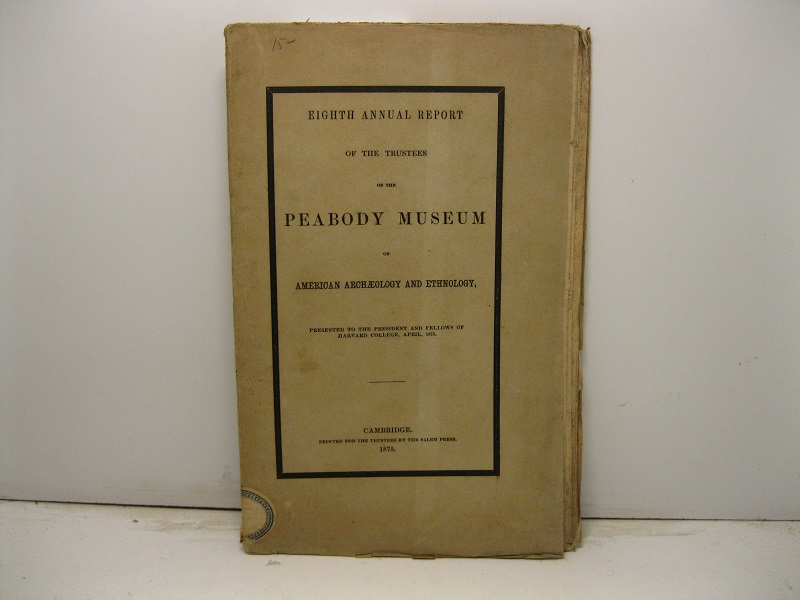 15-
EIGHTH ANNUAL REPORT
OF THE TRUSTEES
OF THE
PEABODY MUSEUM
OF
AMERICAN ARCHÆOLOGY AND ETHNOLOGY,
PRESENTED TO THE PRESIDENT AND FELLOWS OF
HARVARD COLLEGE, APRIL, 1875.
CAMBRIDGE.
PRINTED FOR THE TRUSTEES BY THE SALEM PRESS.
1875.